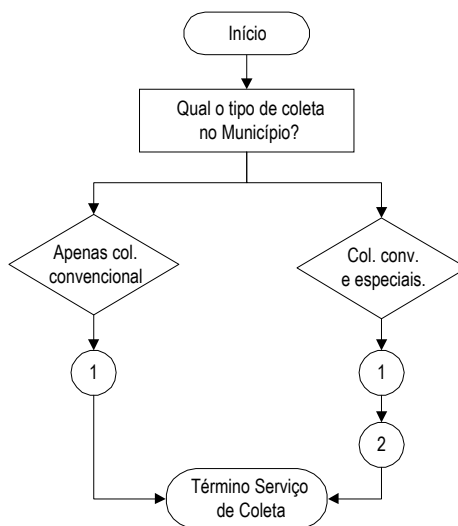 Início
Qual o tipo de coleta
no Município?
Apenas col.
convencional
Col. conv.
e especiais.
1
1
2
Término Serviço
de Coleta